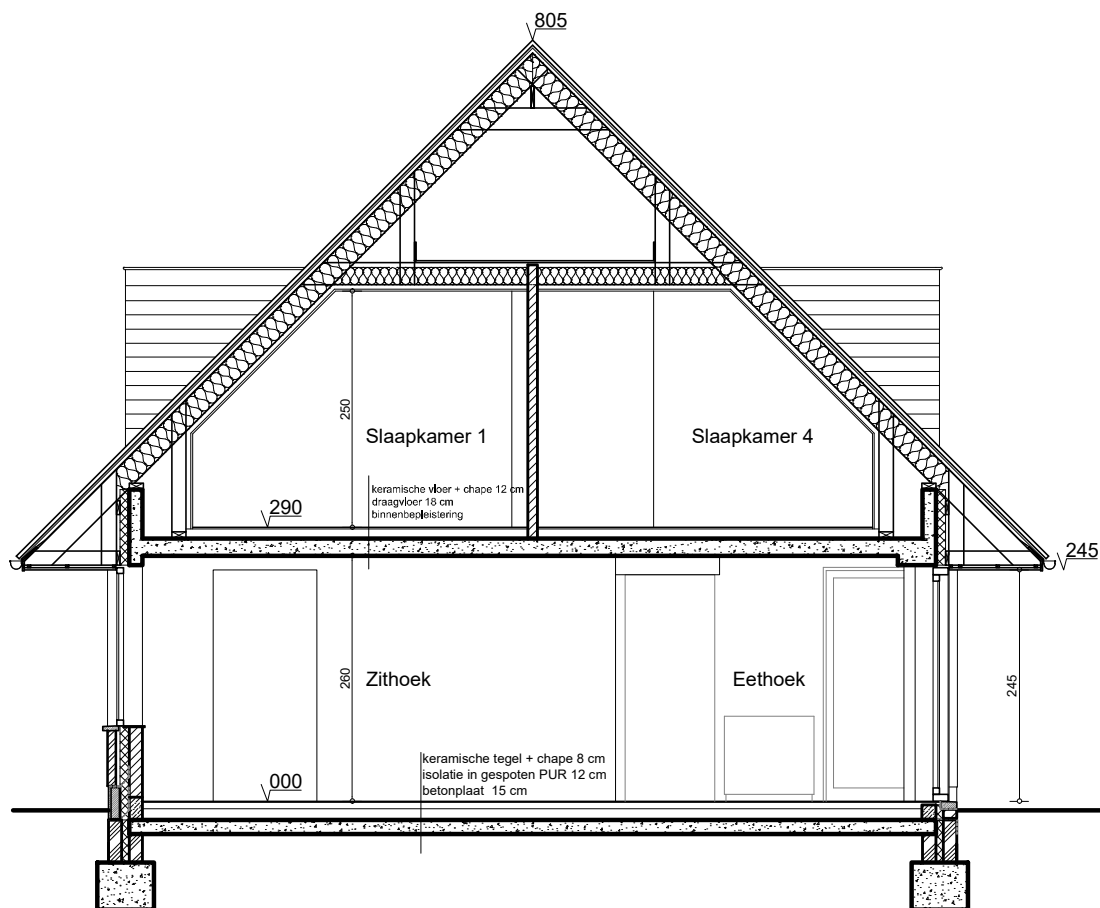 805
250
Slaapkamer 1
Slaapkamer 4
keramische vloer + chape 12 cm
draagvloer 18 cm
binnenbepleistering
290
245
260
Zithoek
Eethoek
245
keramische tegel + chape 8 cm
isolatie in gespoten PUR 12 cm
betonplaat 15 cm
000